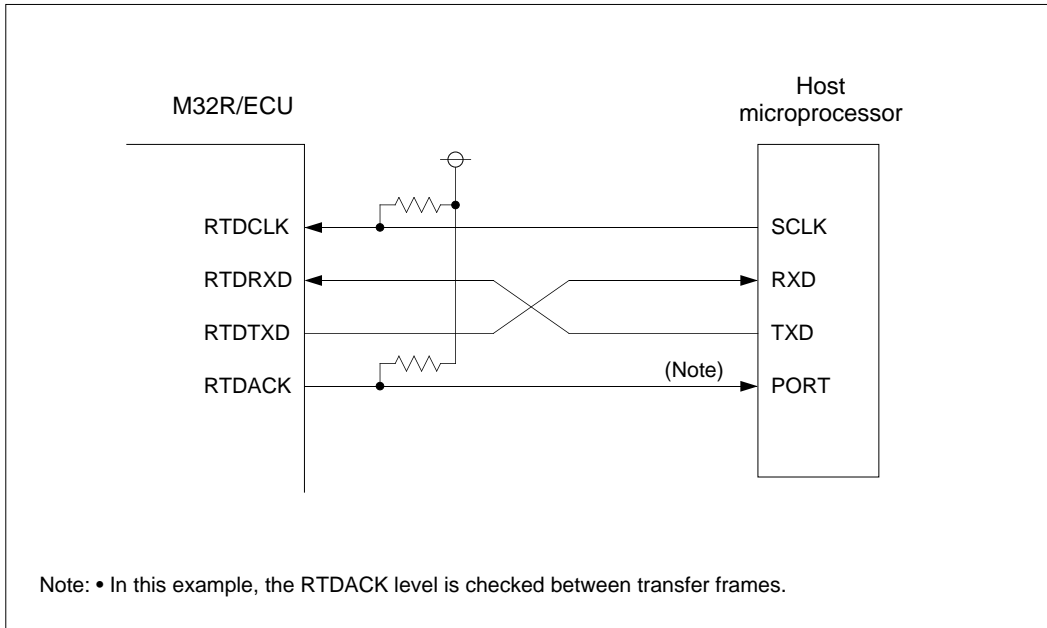 Host
microprocessor
M32R/ECU
RTDCLK
SCLK
RTDRXD
RXD
RTDTXD
TXD
RTDACK
(Note)
PORT
Note: • In this example, the RTDACK level is checked between transfer frames.